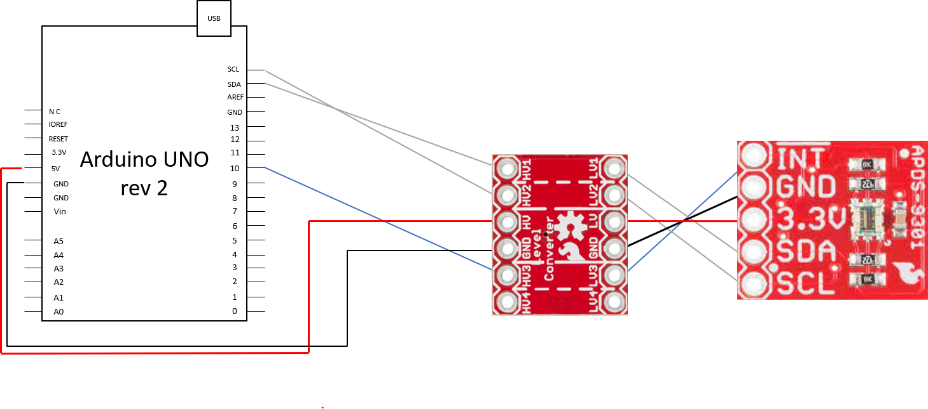 USB
SCL
SDA
AREF
GND
13
12
11
10
9
8
7
6
5
4
3
2
1
0
N C
IOREF
RESET
3.3V
5V
GND
GND
Vin
A5
A4
A3
A2
A1
A0
Arduino UNO
rev 2
HV1
HV2
HV
GND
HV3
HV4
Level
Converter
LV1
LV2
LV
GND
LV3
LV4
INT
GND
3.3V
SDA
SCL
APDS-9301